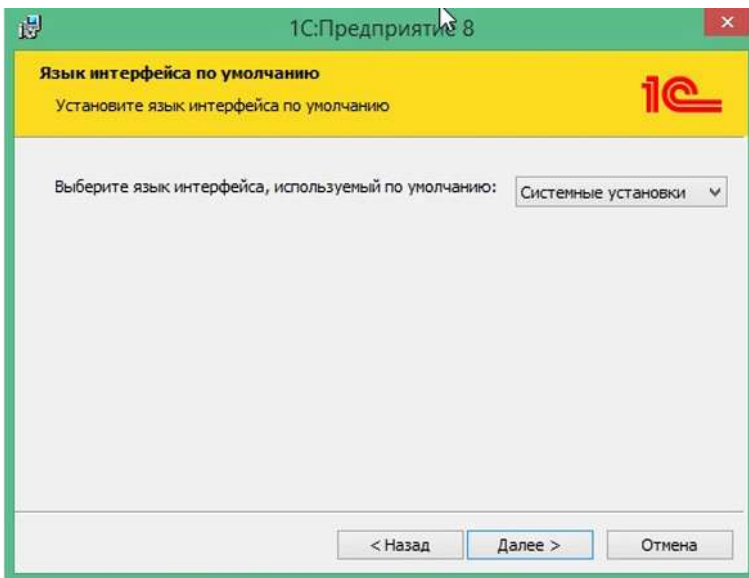 1С:Предприятие 8
Язык интерфейса по умолчанию
Установите язык интерфейса по умолчанию
1С
Выберите язык интерфейса, используемый по умолчанию: Системные установки
< Назад Далее > Отмена